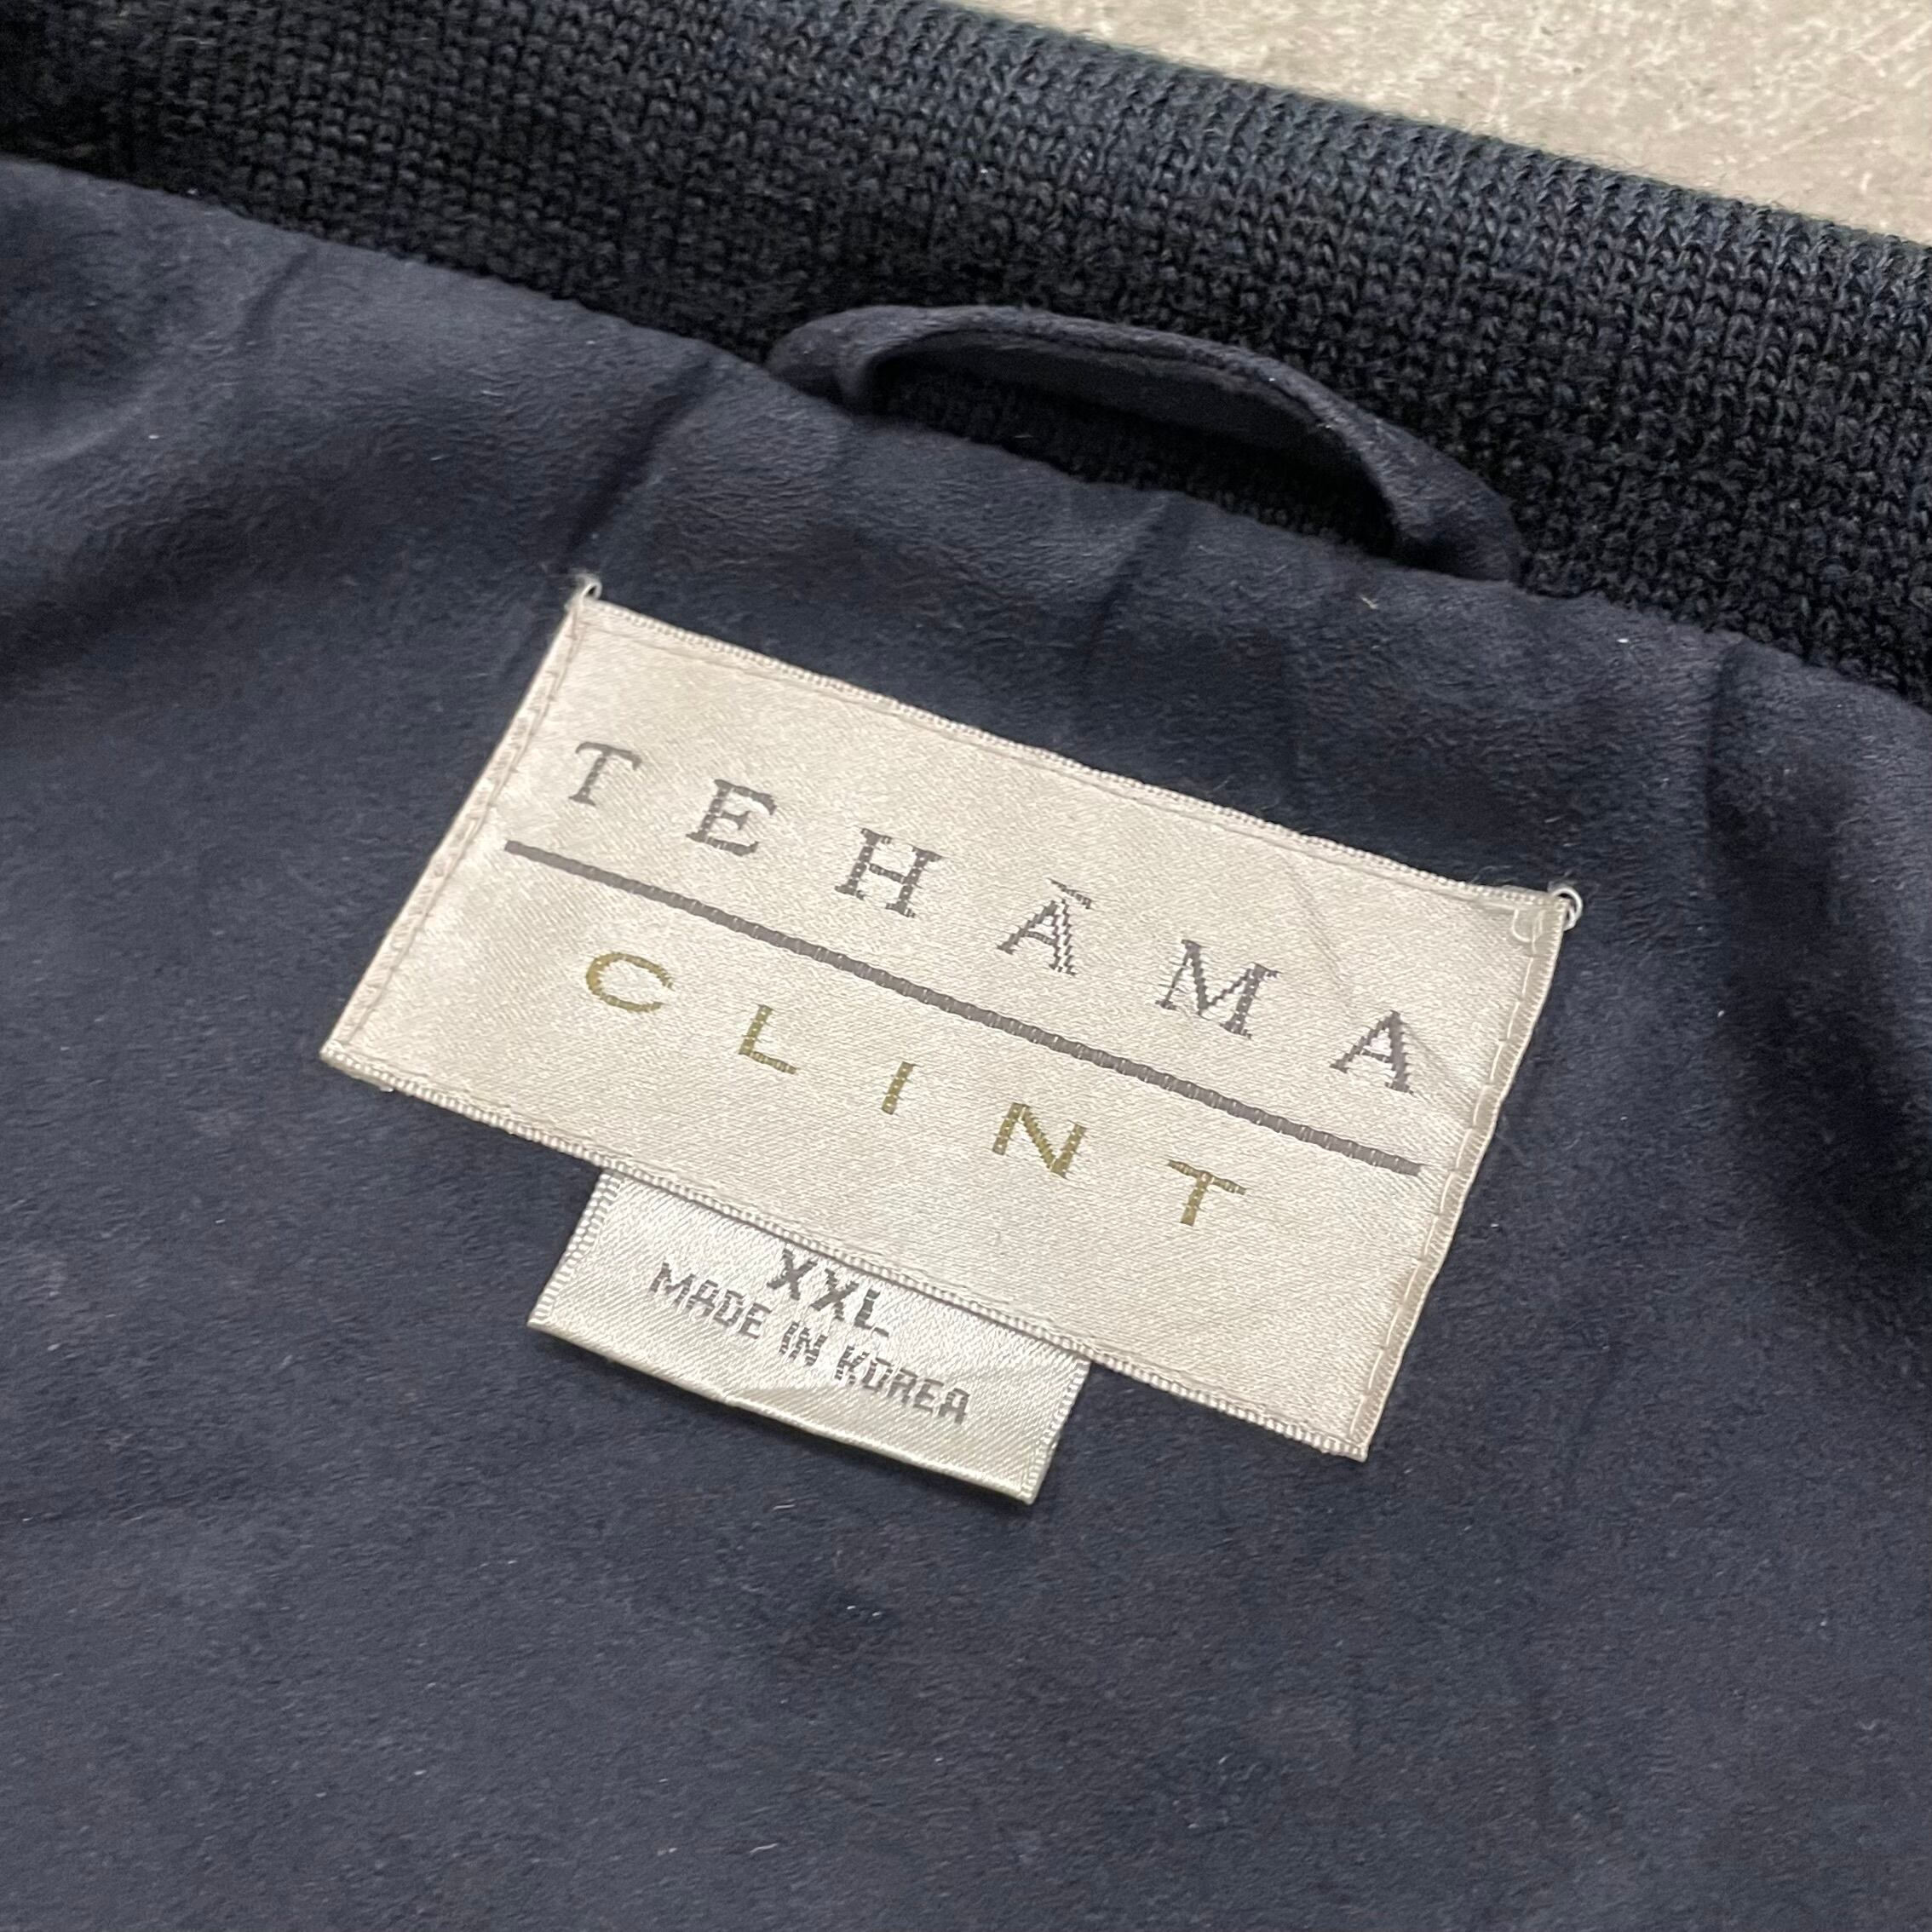 TEHĀMA
CLINT
XXL
MADE IN KOREA